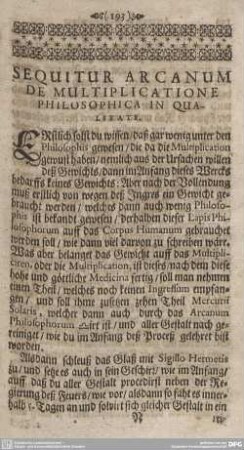 (193)
SEQUITUR ARCANUM
DE MULTIPLICATIONE
PHILOSOPHICA IN QUA-
LITATE.
ERstlich solst du wissen/ daß gar wenig unter den
Philosophis gewesen / die da die Multiplication
gewust haben/ nemlich aus der Ursachen willen
deß Gewichts, dann im Anfang dieses Wercks
bedarffs keines Gewichts: Aber nach der Vollendung
muß erstlich von wegen deß Ingres ein Gewicht ge-
braucht werden / welches dann auch wenig Philoso-
phis ist bekandt gewesen / derhalben dieser Lapis Phi-
losophorum auff das Corpus Humanum gebrauchet
werden soll / wie dann viel darvon zu schreiben wäre.
Was aber belanget das Gewicht auff das Multipli-
ciren, oder die Multiplication, ist dieses: nach dem diese
hohe und göttliche Medicina fertig / soll man nehmen
einen Theil / welches noch keinen Ingressum empfan-
gen / und soll ihme zusetzen zehen Theil Mercurii
Solaris, welcher dann auch durch das Arcanum
Philosophorum ist / und aller Gestalt nach ge-
reiniget / wie du im Anfang deß Proceß gelehret bist
worden.
Alsdann schleuß das Glaß mit Sigillo Hermetis
zu / und setze es auch in sein Geschirr / wie im Anfang/
auff daß du aller Gestalt procedirst neben der Re-
gierung deß Feuers / wie vor / alsdann so fahet es inner-
halb Tagen an und solvirt sich gleicher Gestalt in ein
N